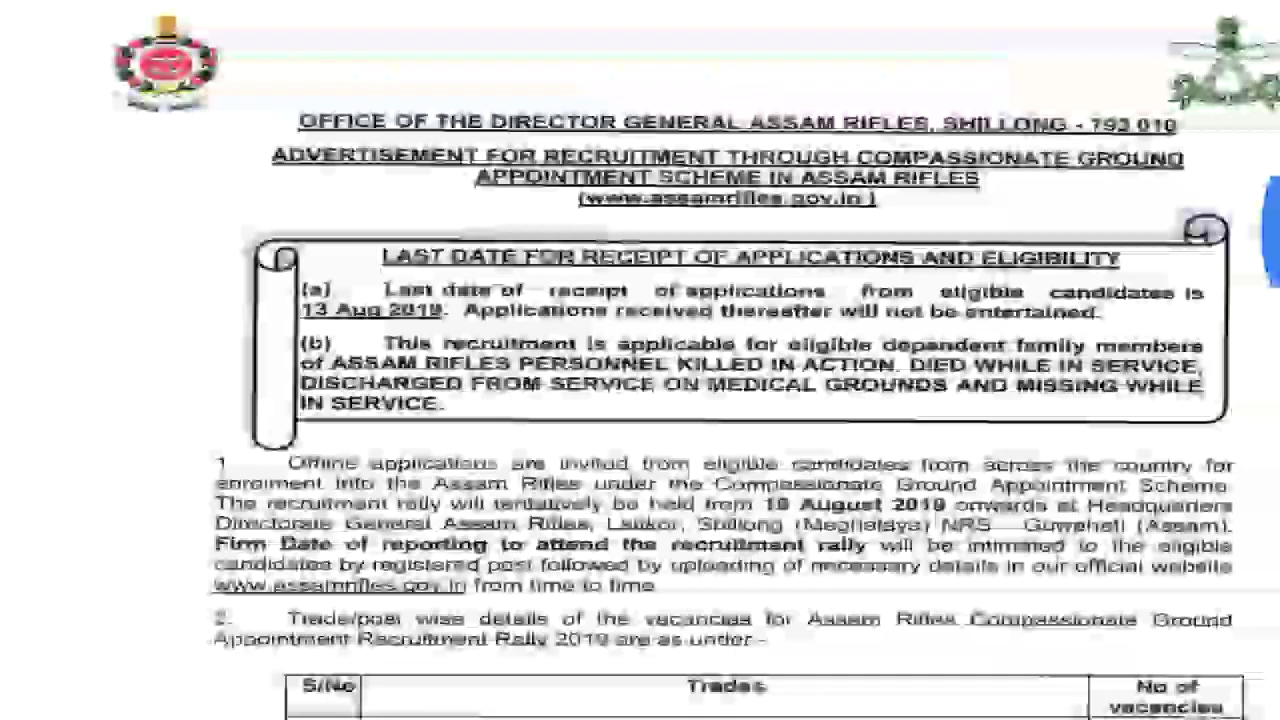 OFFICE OF THE DIRECTOR GENERAL ASSAM RIFLES, SHILLONG - 793 010
ADVERTISEMENT FOR RECRUITMENT THROUGH COMPASSIONATE GROUND
APPOINTMENT SCHEME IN ASSAM RIFLES
(www.assamrifles.gov.in )
LAST DATE FOR RECEIPT OF APPLICATIONS AND ELIGIBILITY
(a) Last date of receipt of applications from eligible candidates is
13 Aug 2019. Applications received thereafter will not be entertained.
(b) This recruitment is applicable for eligible dependent family members
of ASSAM RIFLES PERSONNEL KILLED IN ACTION, DIED WHILE IN SERVICE,
DISCHARGED FROM SERVICE ON MEDICAL GROUNDS AND MISSING WHILE
IN SERVICE.
1. Offline applications are invited from eligible candidates from across the country for
enrolment into the Assam Rifles under the Compassionate Ground Appointment Scheme.
The recruitment rally will tentatively be held from August 2019 onwards at Headquarters
Directorate General Assam Rifles, Laitkor, Shillong (Meghalaya) NRS Guwahati (Assam).
Firm Date of reporting to attend the recruitment rally will be intimated to the eligible
candidates by registered post followed by uploading of necessary details in our official website
www.assamrifles.gov.in from time to time.
2. Trade/post wise details of the vacancies for Assam Rifles Compassionate Ground
Appointment Recruitment Rally 2019 are as under:-
S/No Trades No of
vacancies